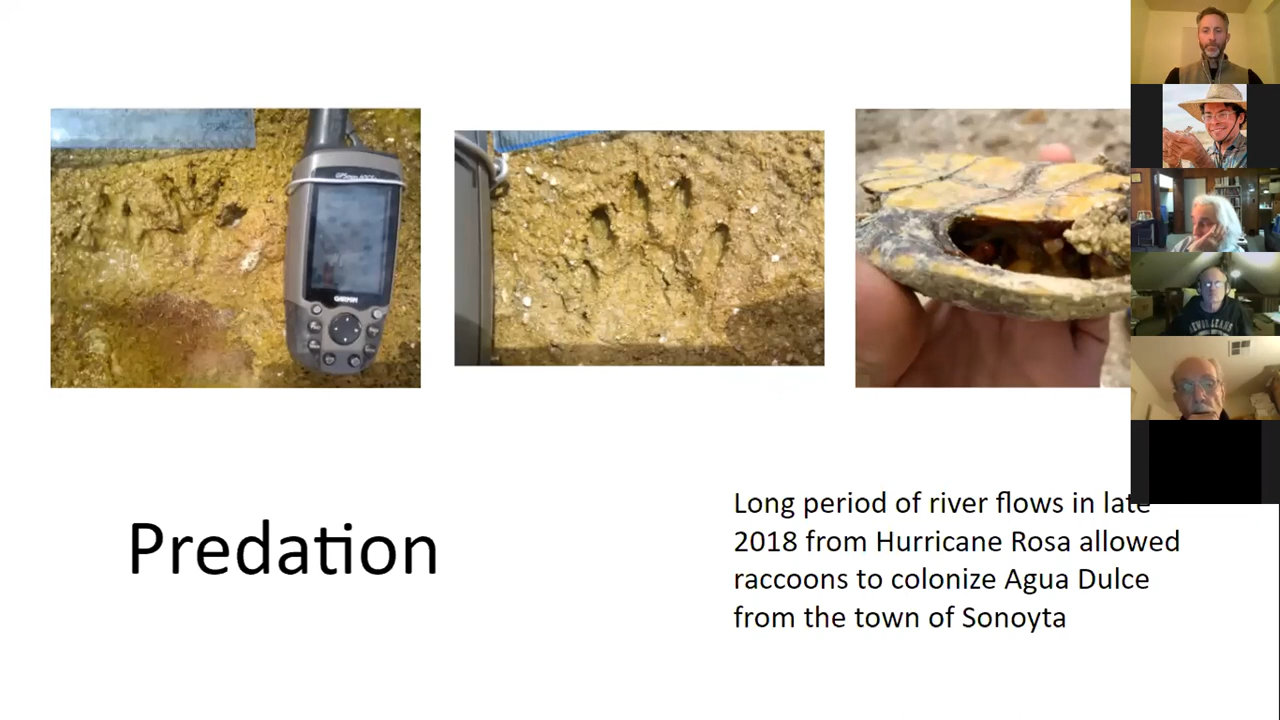 GARMIN
Predation
Long period of river flows in late
2018 from Hurricane Rosa allowed
raccoons to colonize Agua Dulce
from the town of Sonoyta